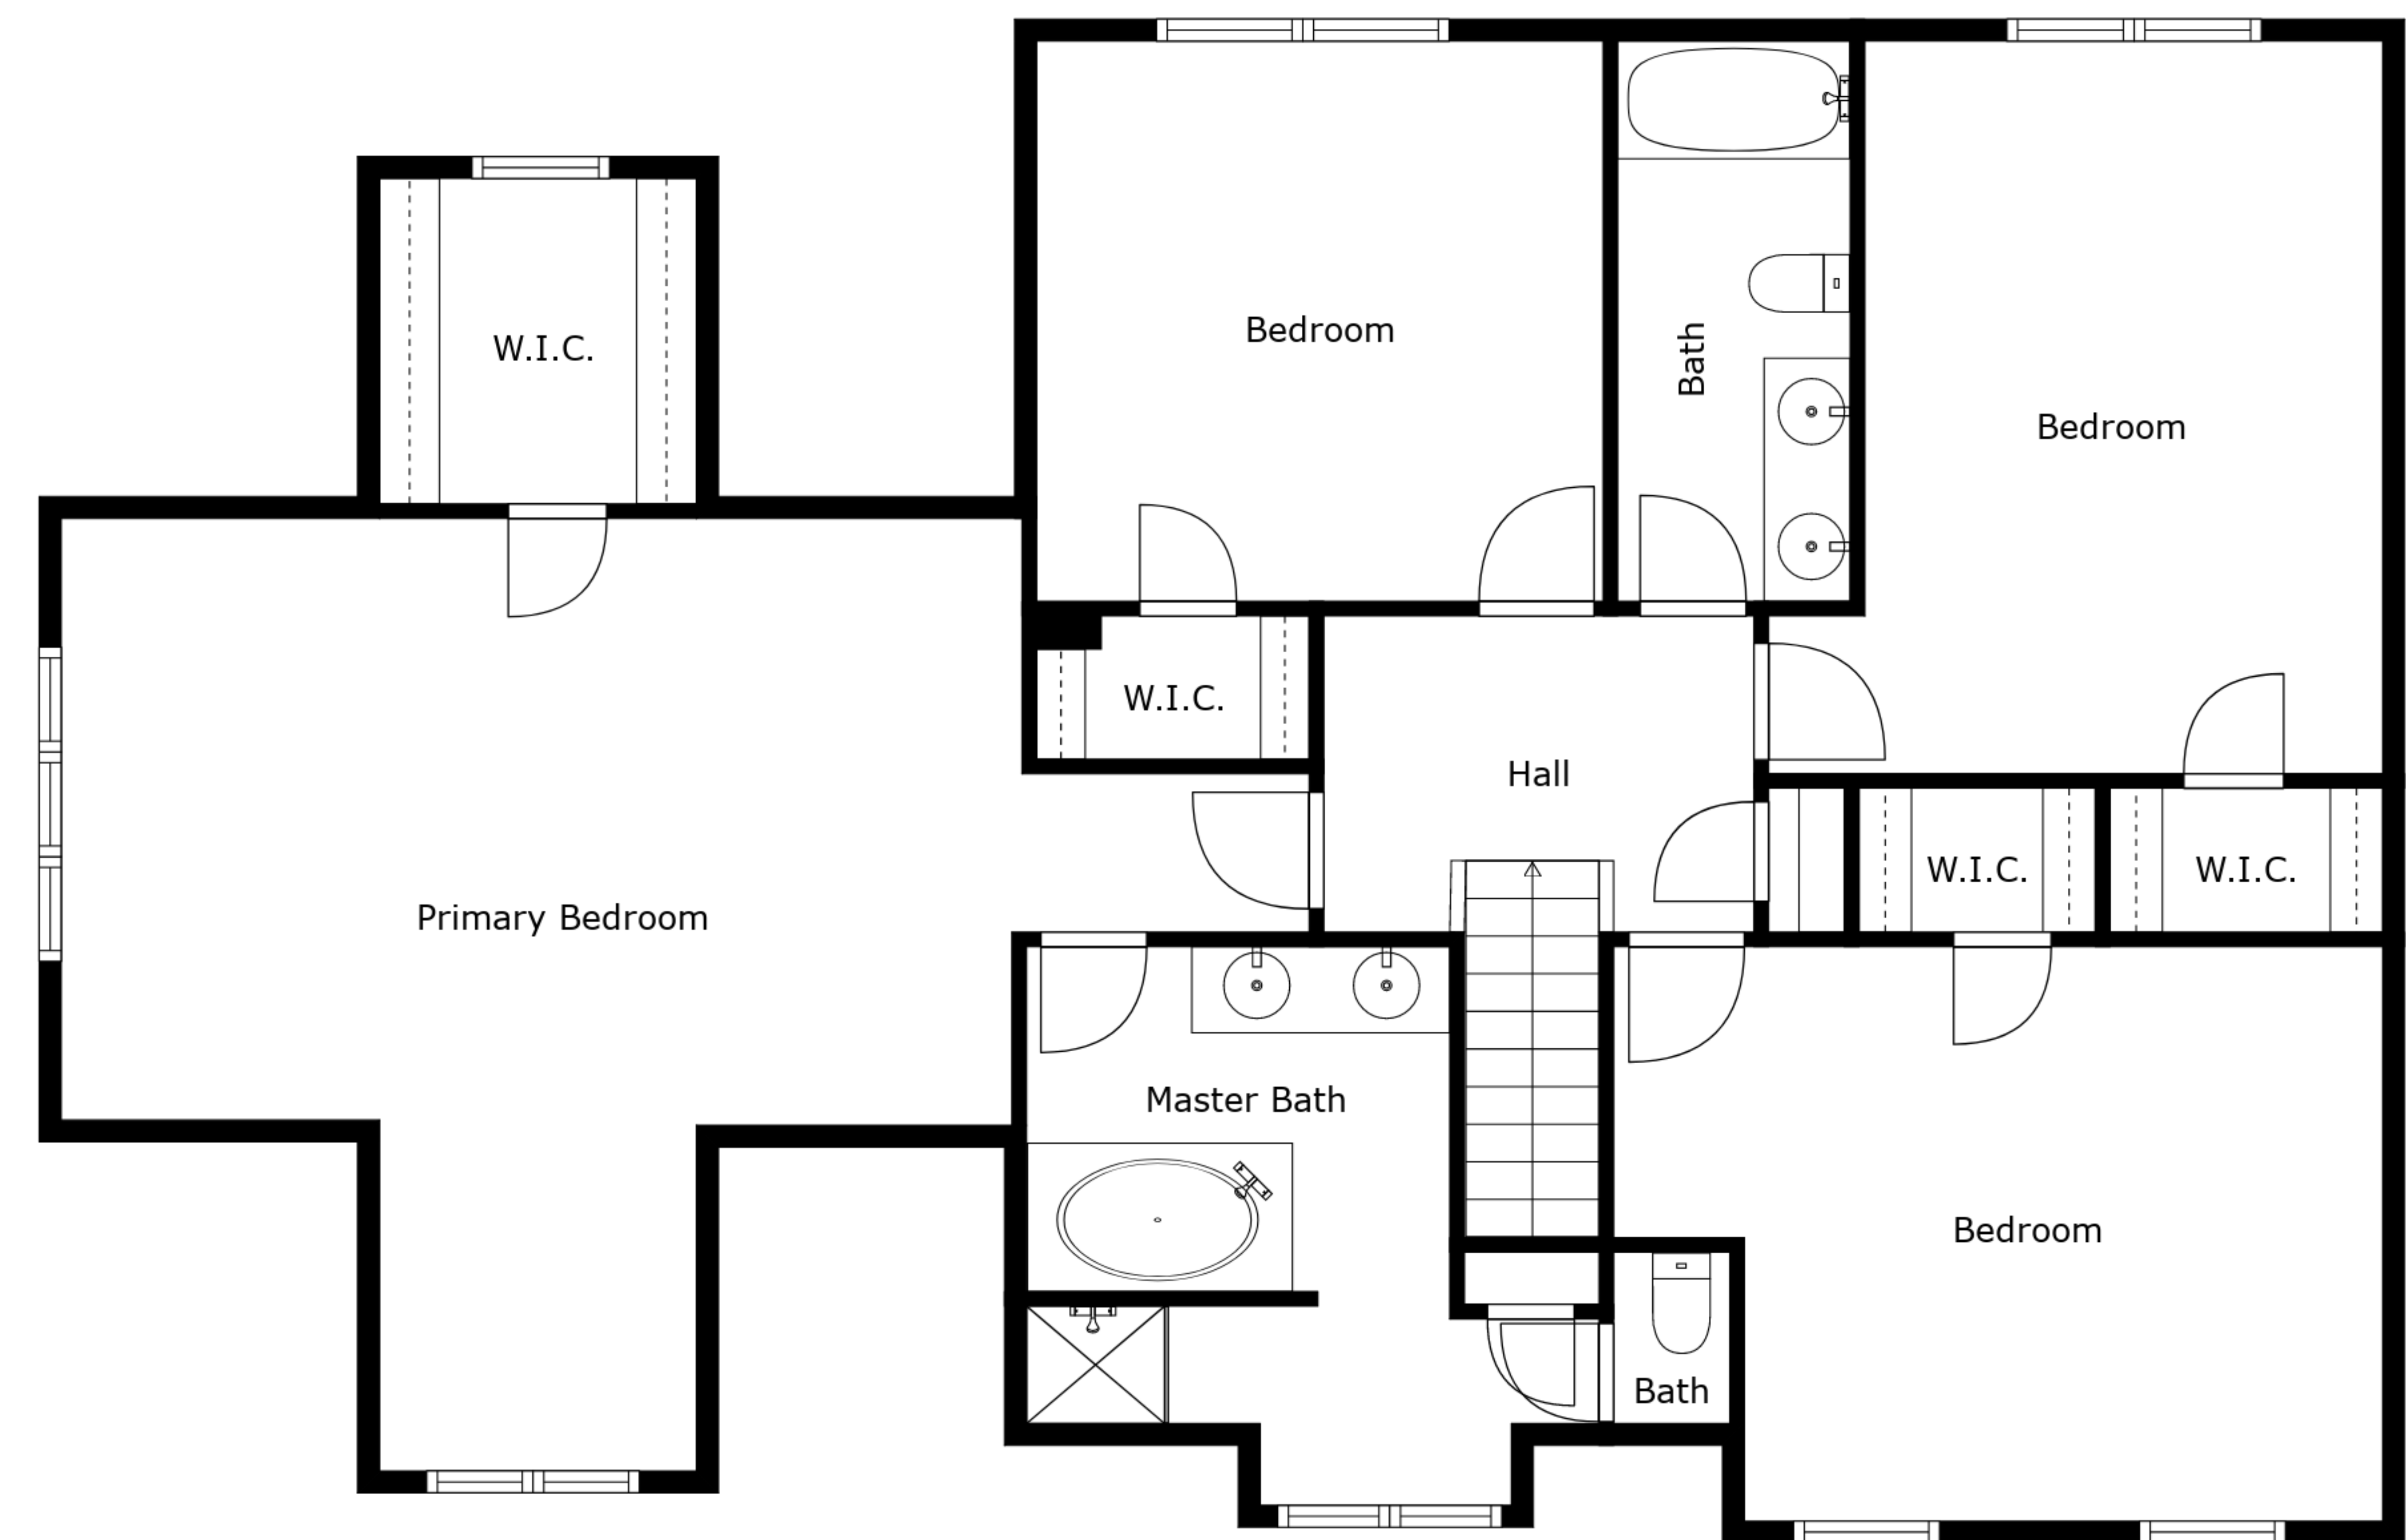 Bedroom
W.I.C.
Bath
Bedroom
W.I.C.
Hall
W.I.C.
W.I.C.
Primary Bedroom
Master Bath
Bedroom
Bath